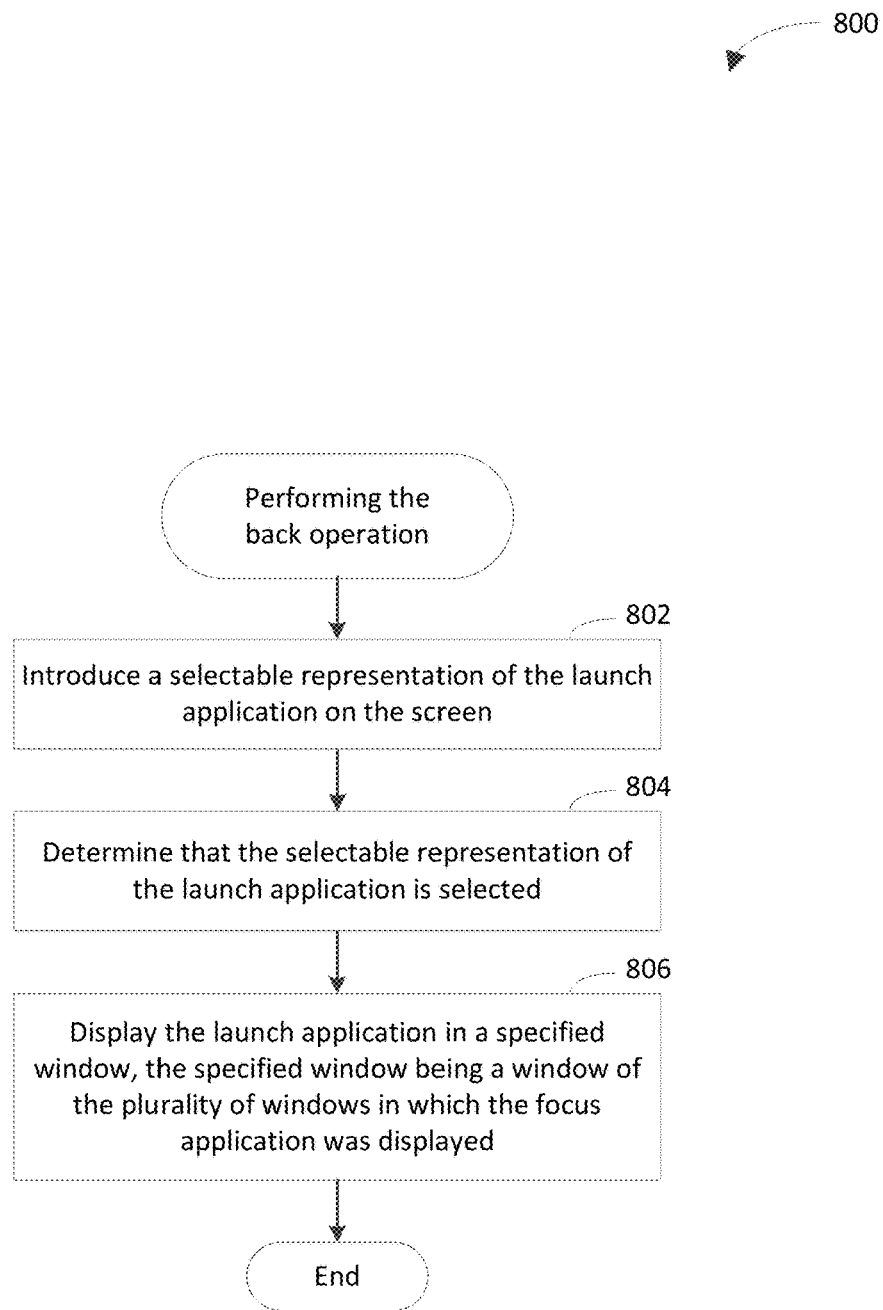 800
Performing the
back operation
802
Introduce a selectable representation of the launch
application on the screen
804
Determine that the selectable representation of
the launch application is selected
806
Display the launch application in a specified
window, the specified window being a window of
the plurality of windows in which the focus
application was displayed
End